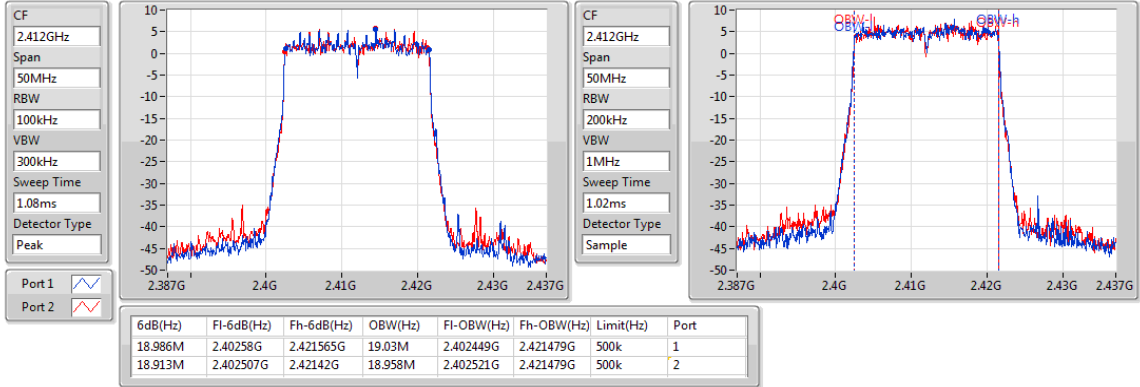 CF
2.412GHz
Span
50MHz
RBW
100kHz
VBW
300kHz
Sweep Time
1.08ms
Detector Type
Peak
Port 1
Port 2
10
5
0
-5
-10
-15
-20
-25
-30
-35
-40
-45
-50
2.387G 2.4G 2.41G 2.42G 2.43G 2.437G
CF
2.412GHz
Span
50MHz
RBW
200kHz
VBW
1MHz
Sweep Time
1.02ms
Detector Type
Sample
10
5
0
-5
-10
-15
-20
-25
-30
-35
-40
-45
-50
OBW-l OBW-h
OBW-l OBW-h
2.387G 2.4G 2.41G 2.42G 2.43G 2.437G
6dB(Hz) Fl-6dB(Hz) Fh-6dB(Hz) OBW(Hz) Fl-OBW(Hz) Fh-OBW(Hz) Limit(Hz) Port
18.986M 2.40258G 2.421565G 19.03M 2.402449G 2.421479G 500k 1
18.913M 2.402507G 2.42142G 18.958M 2.402521G 2.421479G 500k 2